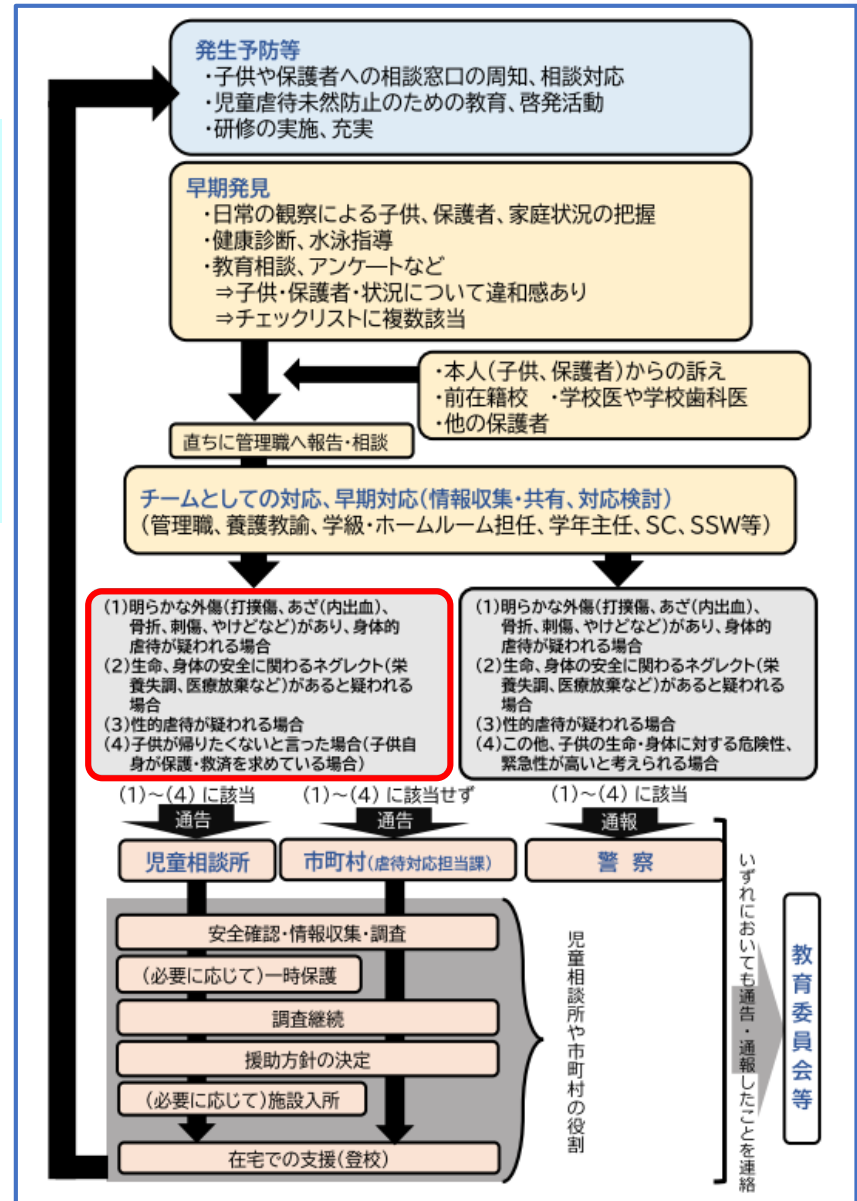 発生予防等
・子供や保護者への相談窓口の周知、相談対応
・児童虐待未然防止のための教育、啓発活動
・研修の実施、充実
早期発見
・日常の観察による子供、保護者、家庭状況の把握
・健康診断、水泳指導
・教育相談、アンケートなど
⇒子供・保護者・状況について違和感あり
⇒チェックリストに複数該当
・本人(子供、保護者)からの訴え
・前在籍校 ・学校医や学校歯科医
・他の保護者
直ちに管理職へ報告・相談
チームとしての対応、早期対応(情報収集・共有、対応検討)
(管理職、養護教諭、学級・ホームルーム担任、学年主任、SC、SSW等)
(1)明らかな外傷(打撲傷、あざ(内出血)、
骨折、刺傷、やけどなど)があり、身体的
虐待が疑われる場合
(2)生命、身体の安全に関わるネグレクト(栄
養失調、医療放棄など)があると疑われる
場合
(3)性的虐待が疑われる場合
(4)子供が帰りたくないと言った場合(子供自
身が保護・救済を求めている場合)
(1)明らかな外傷(打撲傷、あざ(内出血)、
骨折、刺傷、やけどなど)があり、身体的
虐待が疑われる場合
(2)生命、身体の安全に関わるネグレクト(栄
養失調、医療放棄など)があると疑われる
場合
(3)性的虐待が疑われる場合
(4)この他、子供の生命・身体に対する危険性、
緊急性が高いと考えられる場合
(1)～(4) に該当
(1)～(4) に該当せず
(1)～(4) に該当
通告
通告
通報
児童相談所
市町村(虐待対応担当課)
警察
安全確認・情報収集・調査
(必要に応じて)一時保護
調査継続
援助方針の決定
(必要に応じて)施設入所
在宅での支援(登校)
児童相談所や市町村の役割
いずれにおいても通告・通報したことを連絡
教育委員会等